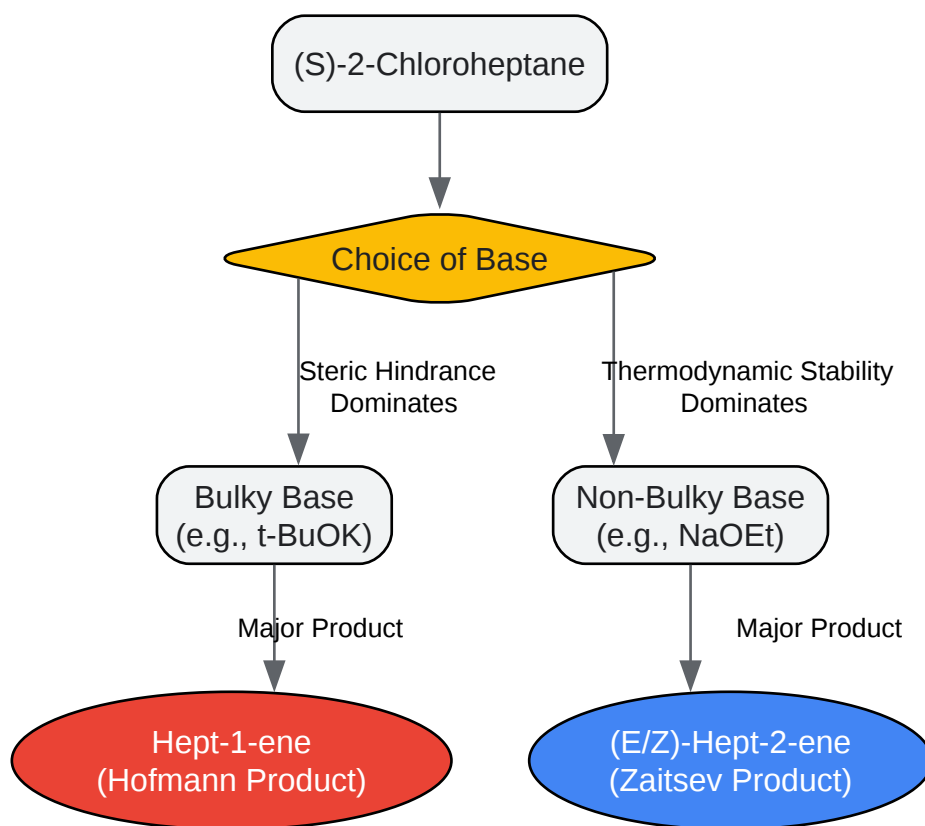 (S)-2-Chloroheptane
Choice of Base
Steric Hindrance
Dominates
Thermodynamic Stability
Dominates
Bulky Base
(e.g., t-BuOK)
Non-Bulky Base
(e.g., NaOEt)
Major Product
Major Product
Hept-1-ene
(Hofmann Product)
(E/Z)-Hept-2-ene
(Zaitsev Product)